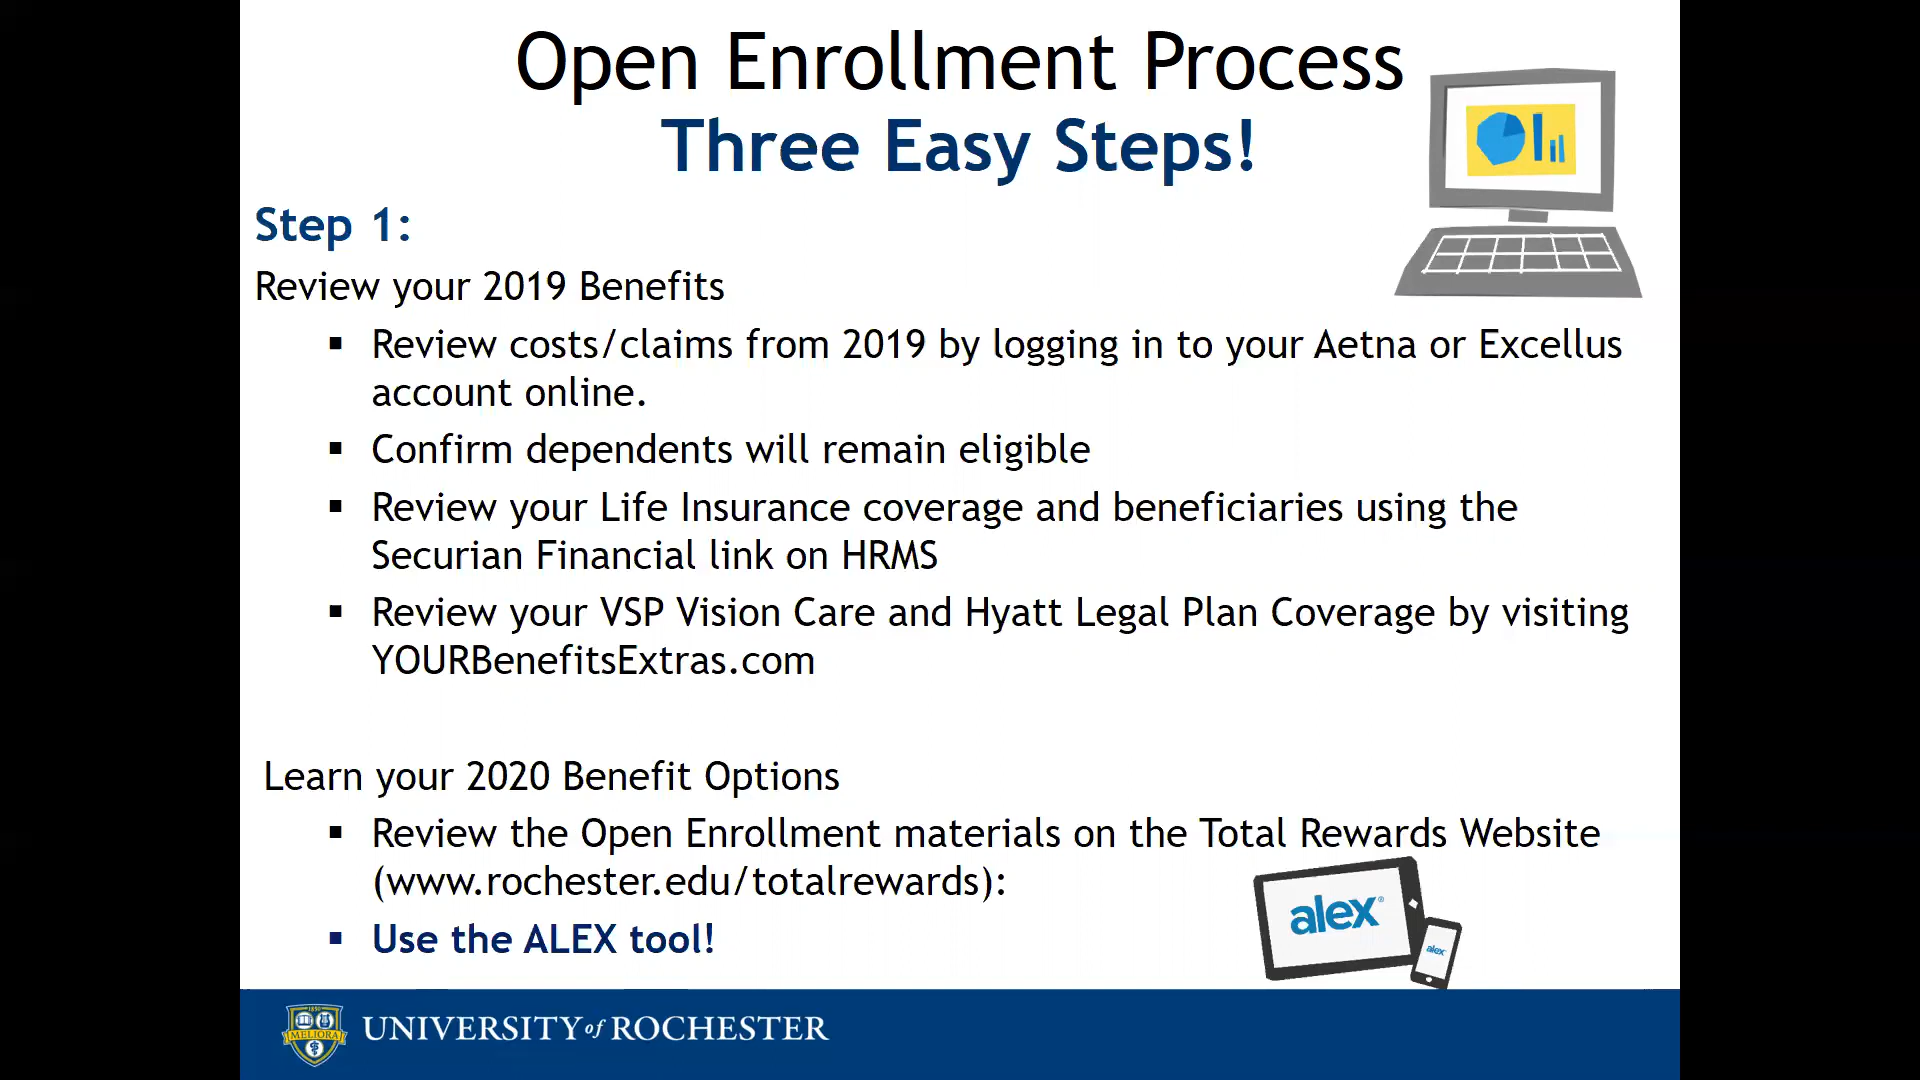 Open Enrollment Process
Three Easy Steps!
Step 1:
Review your 2019 Benefits
▪ Review costs/claims from 2019 by logging in to your Aetna or Excellus
account online.
▪ Confirm dependents will remain eligible
▪ Review your Life Insurance coverage and beneficiaries using the
Securian Financial link on HRMS
▪ Review your VSP Vision Care and Hyatt Legal Plan Coverage by visiting
YOURBenefitsExtras.com
Learn your 2020 Benefit Options
▪ Review the Open Enrollment materials on the Total Rewards Website
(www.rochester.edu/totalrewards):
▪ Use the ALEX tool!
alex®
alex
1850
MELIORA
UNIVERSITY of ROCHESTER